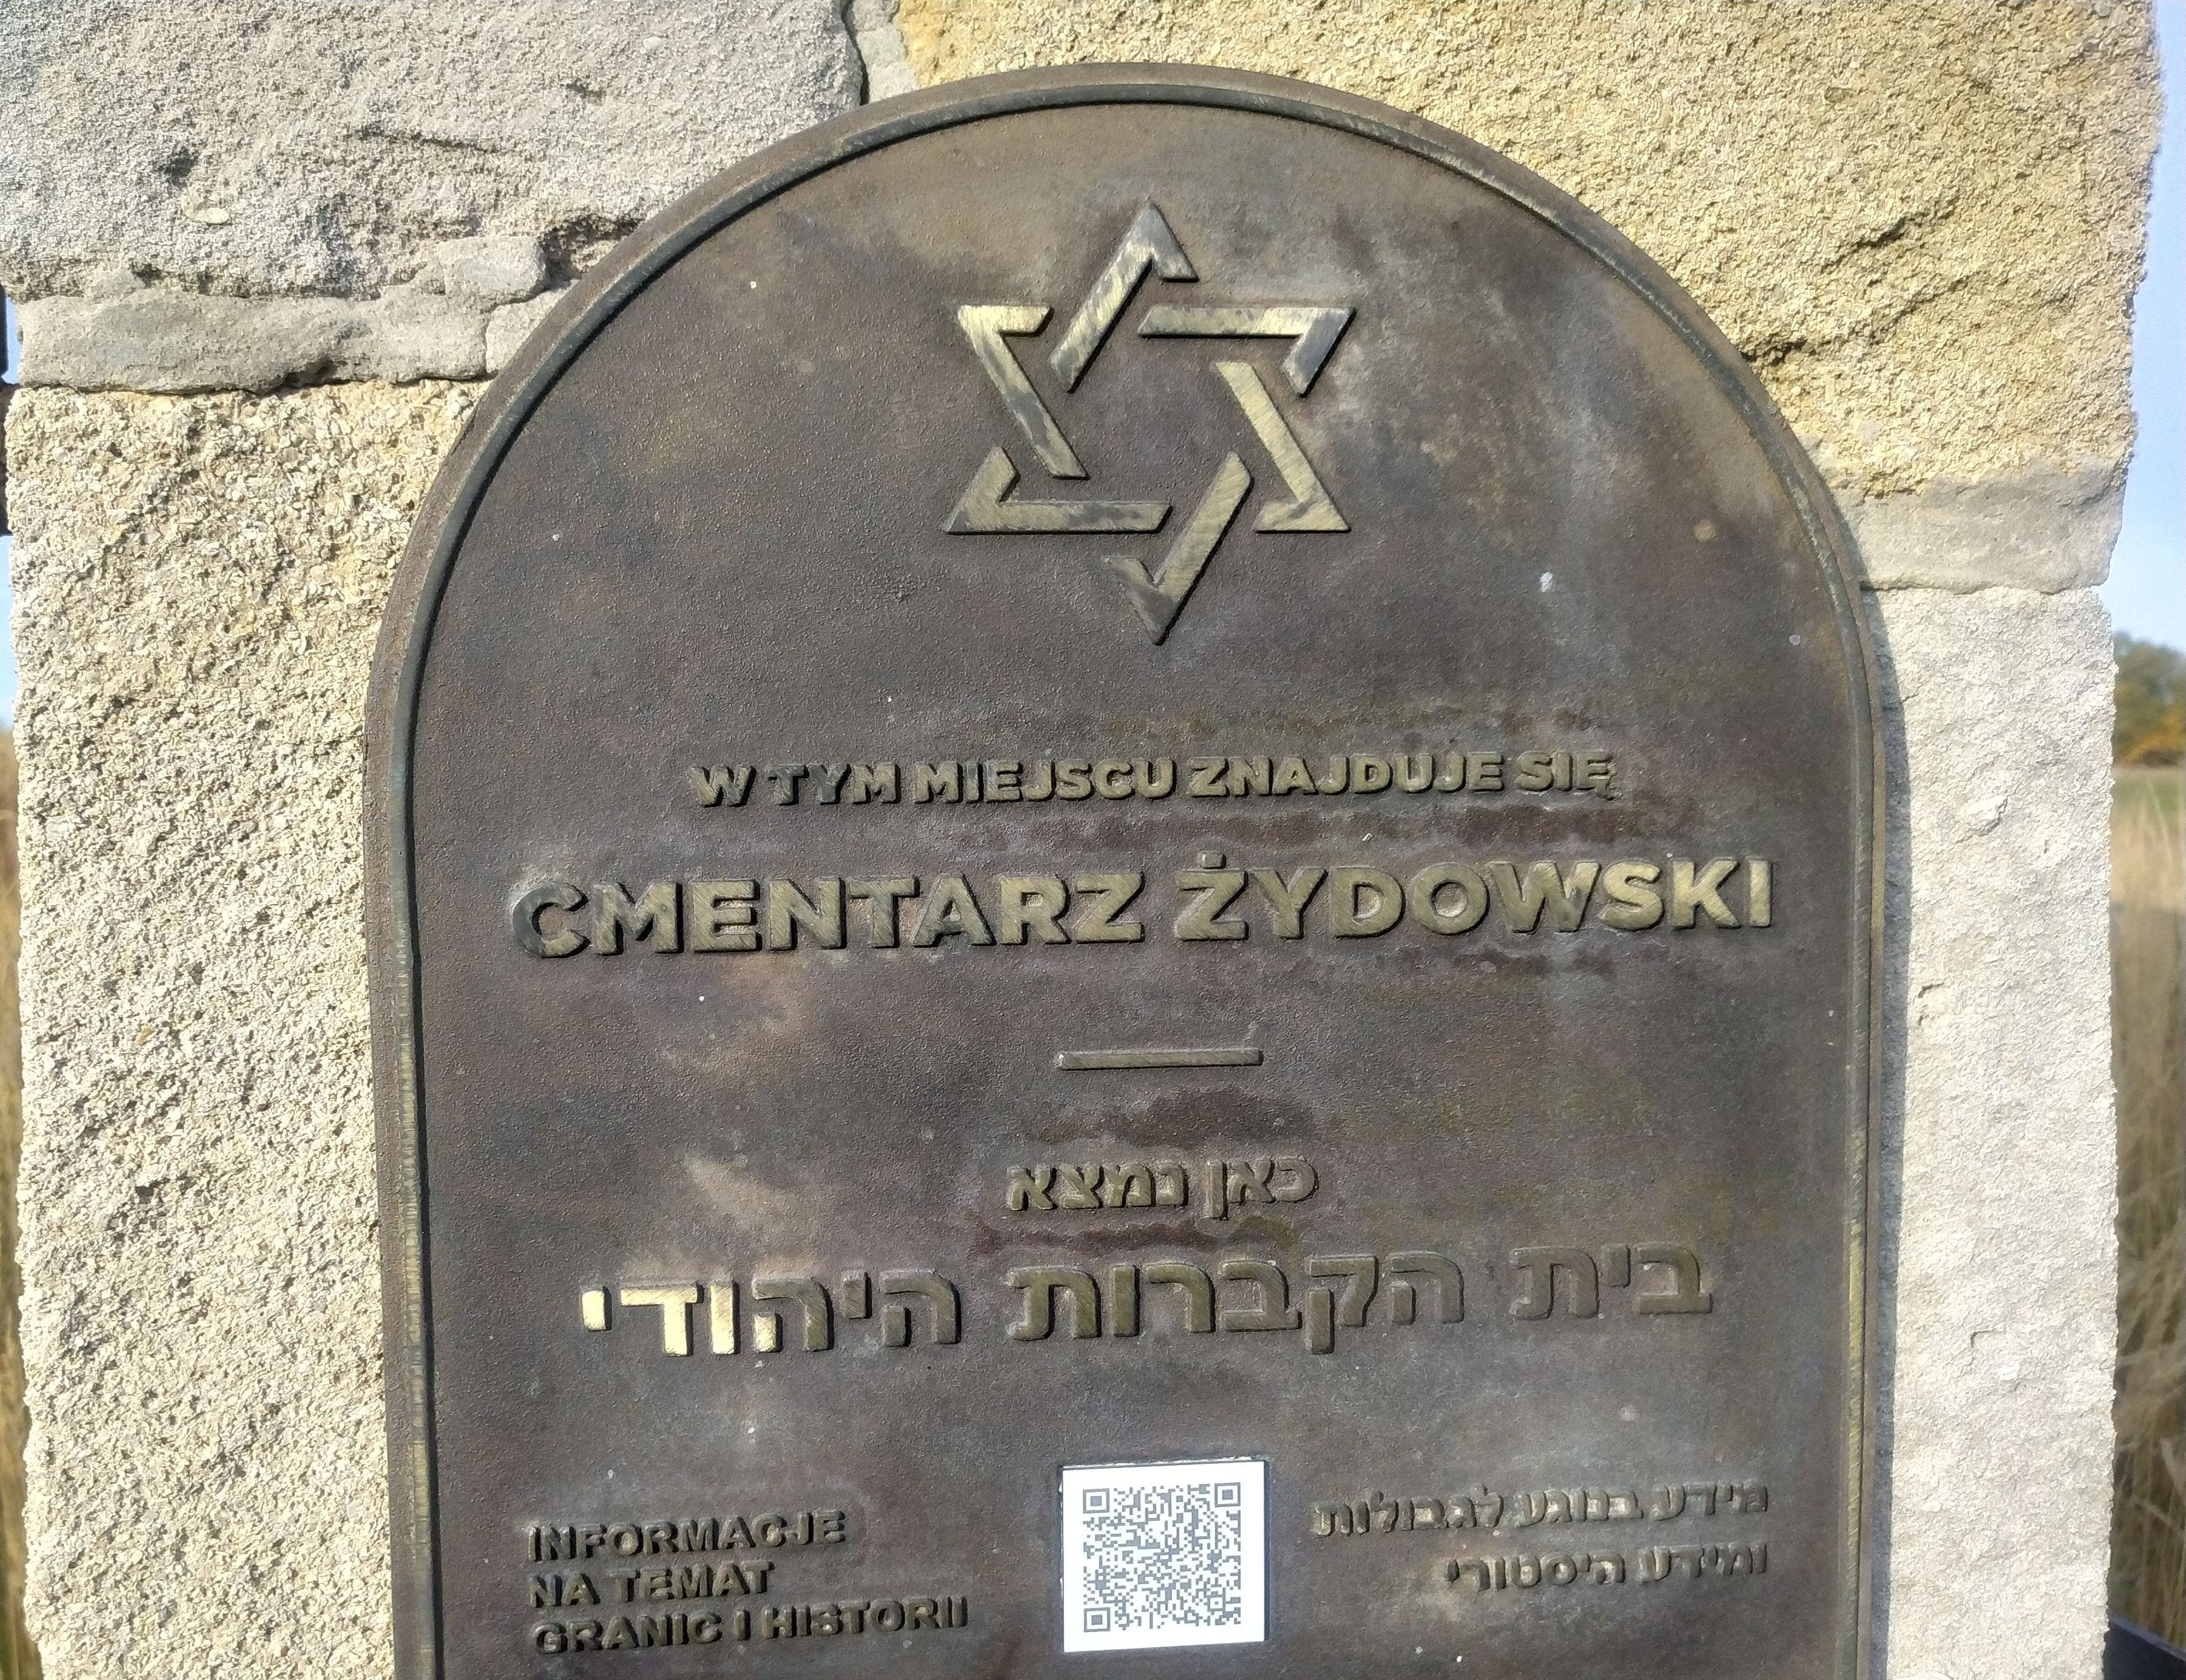 W TYM MIEJSCU ZNAJDUJE SIĘ
CMENTARZ ŻYDOWSKI
כאן נמצא
בית הקברות היהודי
INFORMACJE
NA TEMAT
GRANIC I HISTORII
מידע בנוגע לגבולות
ומידע היסטורי